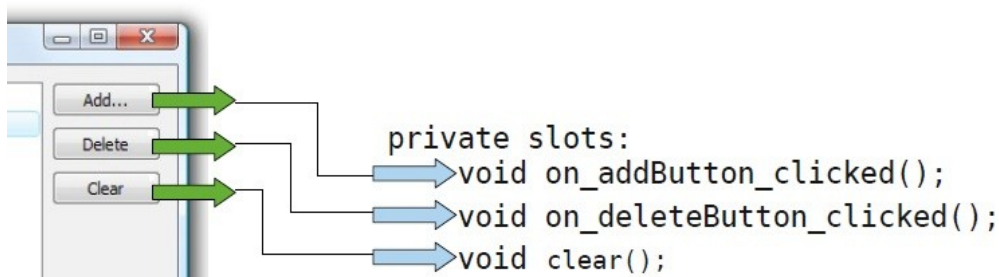 Add...
Delete
Clear
private slots:
void on_addButton_clicked();
void on_deleteButton_clicked();
void clear();